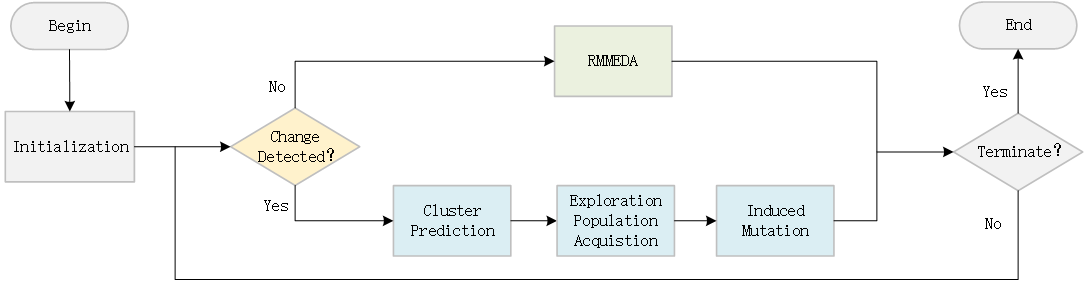 Begin
End
RMMEDA
No
Yes
Initialization
Change
Detected?
Terminate?
Yes
Cluster
Prediction
Exploration
Population
Acquistion
Induced
Mutation
No